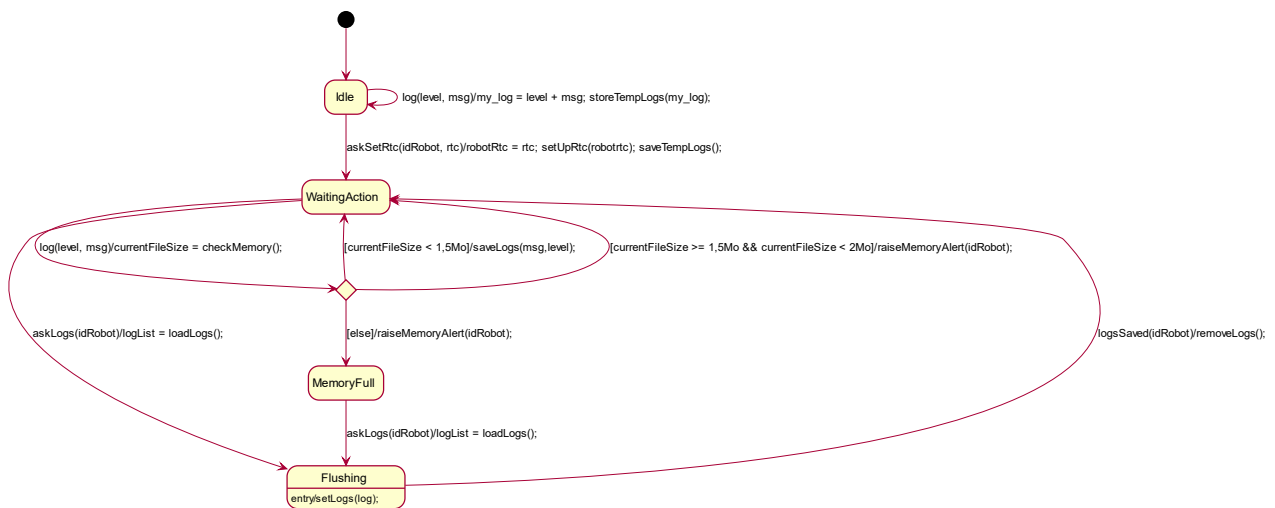 Idle
log(level, msg)/my_log = level + msg; storeTempLogs(my_log);
askSetRtc(idRobot, rtc)/robotRtc = rtc; setUpRtc(robotrtc); saveTempLogs();
WaitingAction
log(level, msg)/currentFileSize = checkMemory();
[currentFileSize < 1,5Mo]/saveLogs(msg,level);
[currentFileSize >= 1,5Mo && currentFileSize < 2Mo]/raiseMemoryAlert(idRobot);
askLogs(idRobot)/logList = loadLogs();
[else]/raiseMemoryAlert(idRobot);
logsSaved(idRobot)/removeLogs();
MemoryFull
askLogs(idRobot)/logList = loadLogs();
Flushing
entry/setLogs(log);